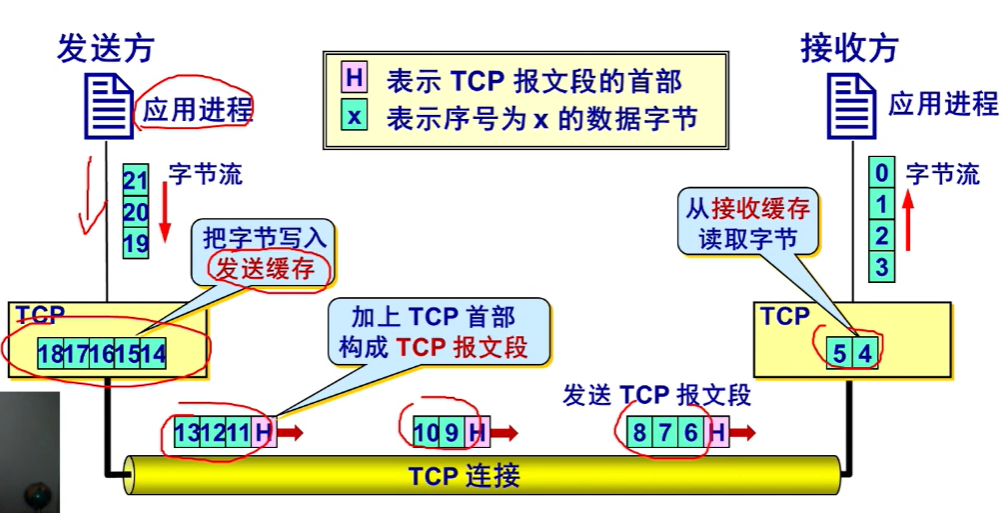 发送方
接收方
H 表示 TCP 报文段的首部
x 表示序号为 x 的数据字节
应用进程
应用进程
21
20
19
字节流
0
1
2
3
字节流
把字节写入
发送缓存
从接收缓存
读取字节
TCP
18 17 16 15 14
加上 TCP 首部
构成 TCP 报文段
TCP
5 4
发送 TCP 报文段
13 12 11 H
10 9 H
8 7 6 H
TCP 连接